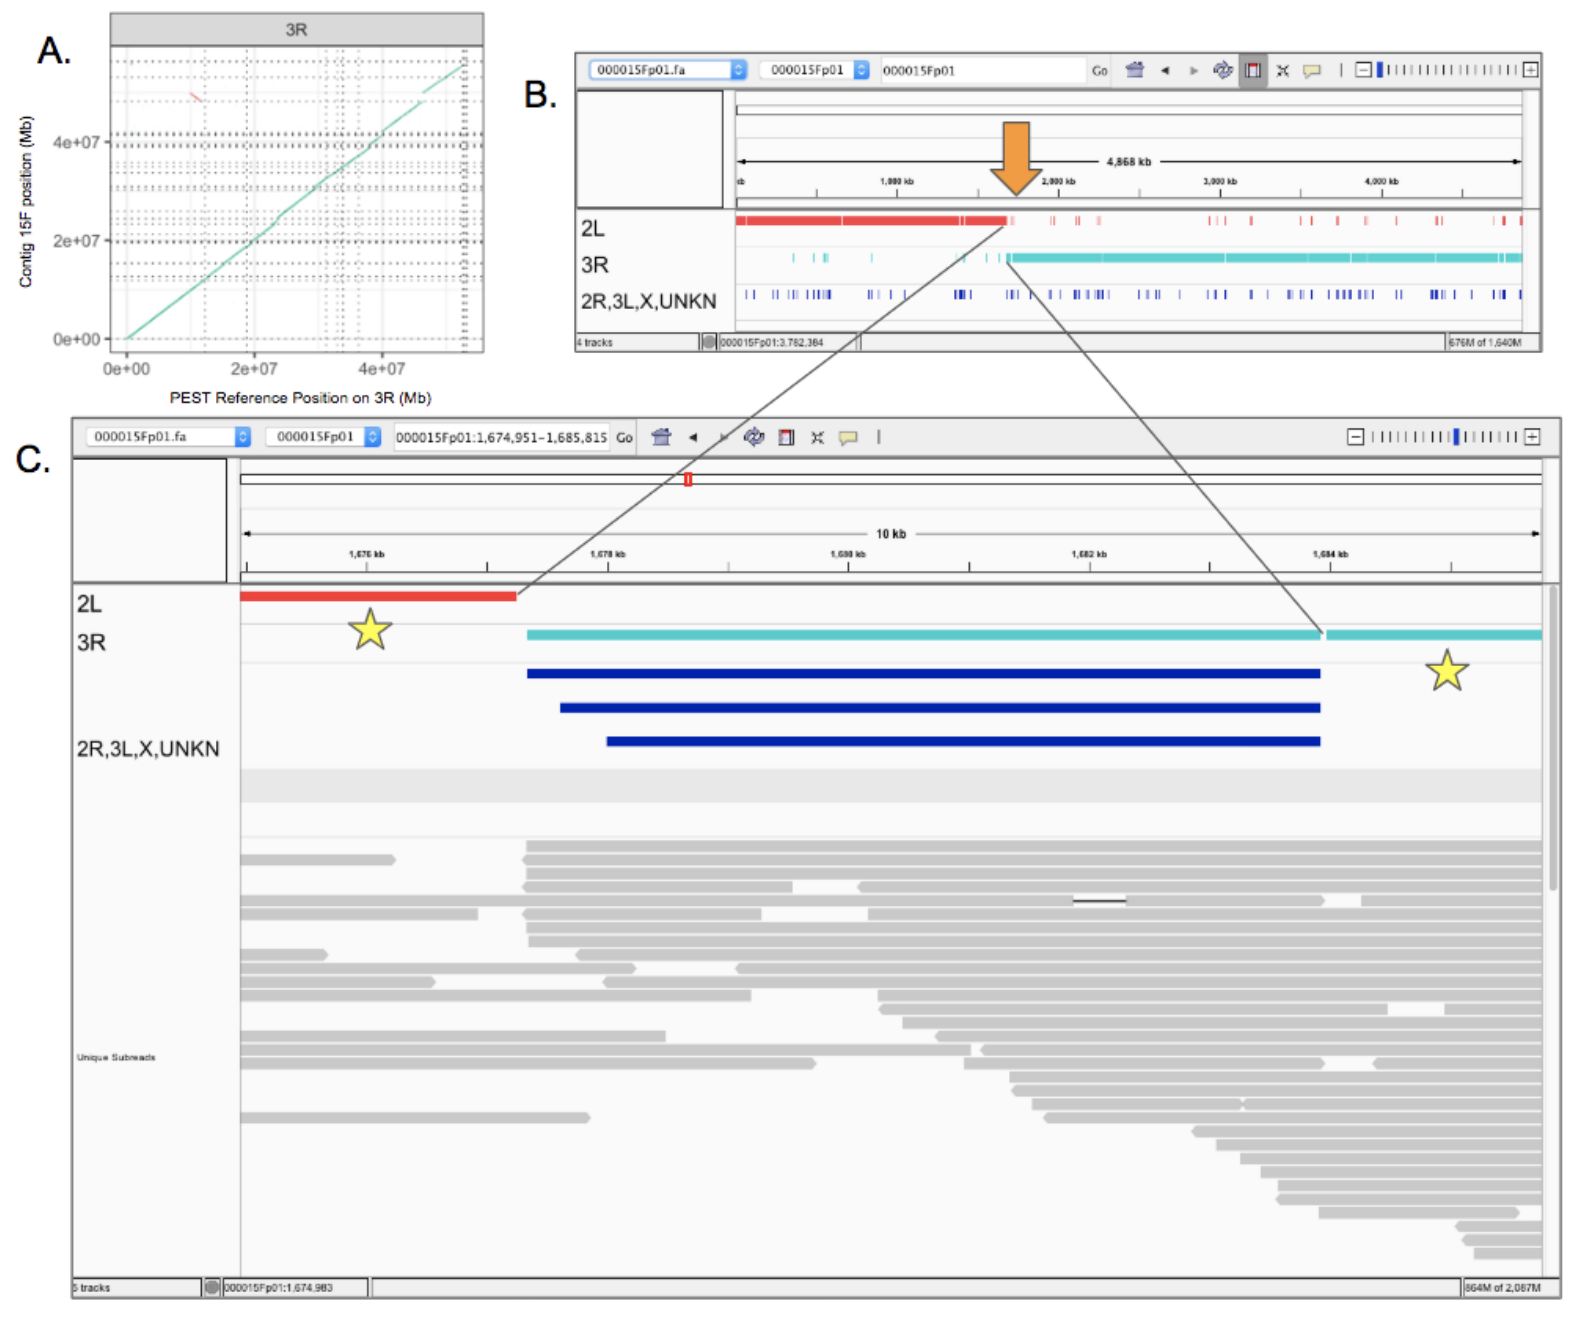 A.
3R
Contig 15F position (Mb)
4e+07
2e+07
0e+00
0e+00 2e+07 4e+07
PEST Reference Position on 3R (Mb)
B.
000015Fp01.fa 000015Fp01 000015Fp01 Go
4,868 kb
kb 1,000 kb 2,000 kb 3,000 kb 4,000 kb
2L
3R
2R,3L,X,UNKN
4 tracks 000015Fp01:3,782,384 676M of 1,640M
C.
000015Fp01.fa 000015Fp01 000015Fp01:1,674,951-1,685,815 Go
10 kb
1,676 kb 1,678 kb 1,680 kb 1,682 kb 1,684 kb
2L
3R
2R,3L,X,UNKN
Unique Subreads
5 tracks 000015Fp01:1,674,983 864M of 2,087M